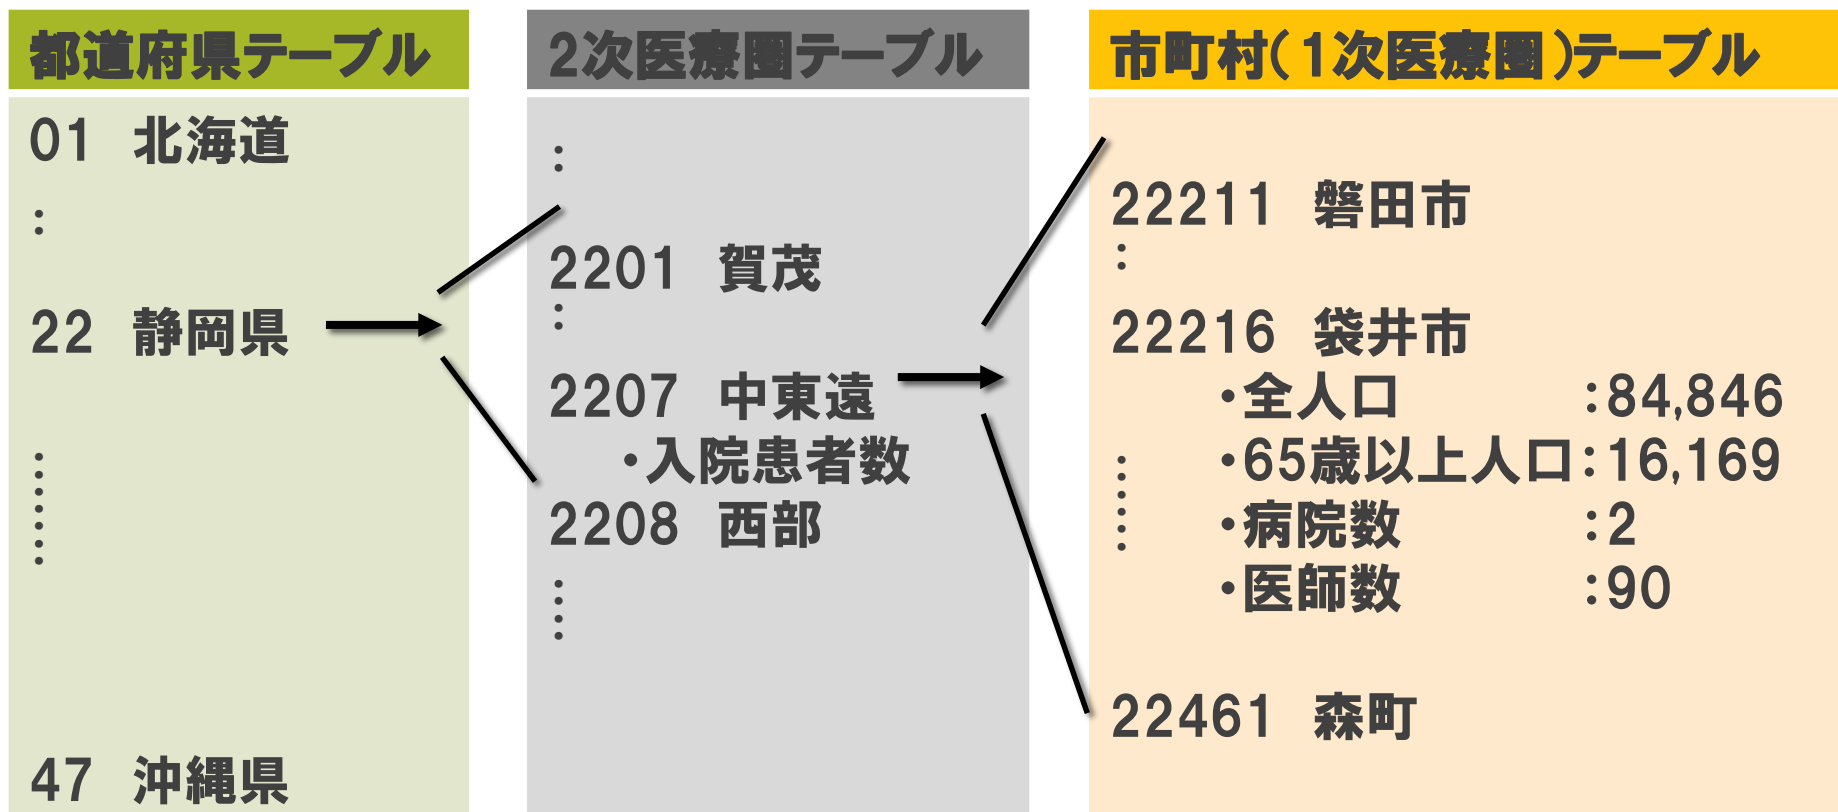 都道府県テーブル
01 北海道
:
22 静岡県
⋮
47 沖縄県
2次医療圏テーブル
:
2201 賀茂
:
2207 中東遠
・入院患者数
2208 西部
⋮
市町村(1次医療圏)テーブル
22211 磐田市
:
22216 袋井市
・全人口 :84,846
・65歳以上人口:16,169
・病院数 :2
・医師数 :90
⋮
22461 森町